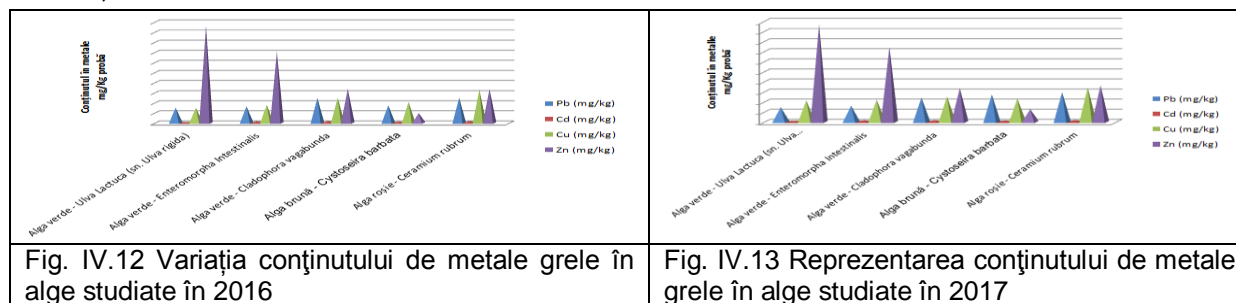 Conținutul in metale
mg/Kg probă
Pb (mg/kg)
Cd (mg/kg)
Cu (mg/kg)
Zn (mg/kg)
Alga verde - Ulva Lactuca (sn. Ulva rigida)
Alga verde - Enteromorpha Intestinalis
Alga verde - Cladophora vagabunda
Alga brună - Cystoseira barbata
Alga roșie - Ceramium rubrum
Fig. IV.12 Variația conţinutului de metale grele în
alge studiate în 2016
Conținutul in metale
mg/Kg probă
Pb (mg/kg)
Cd (mg/kg)
Cu (mg/kg)
Zn (mg/kg)
Alga verde - Ulva Lactuca (sn. Ulva...
Alga verde - Enteromorpha Intestinalis
Alga verde - Cladophora vagabunda
Alga brună - Cystoseira barbata
Alga roșie - Ceramium rubrum
Fig. IV.13 Reprezentarea conţinutului de metale
grele în alge studiate în 2017